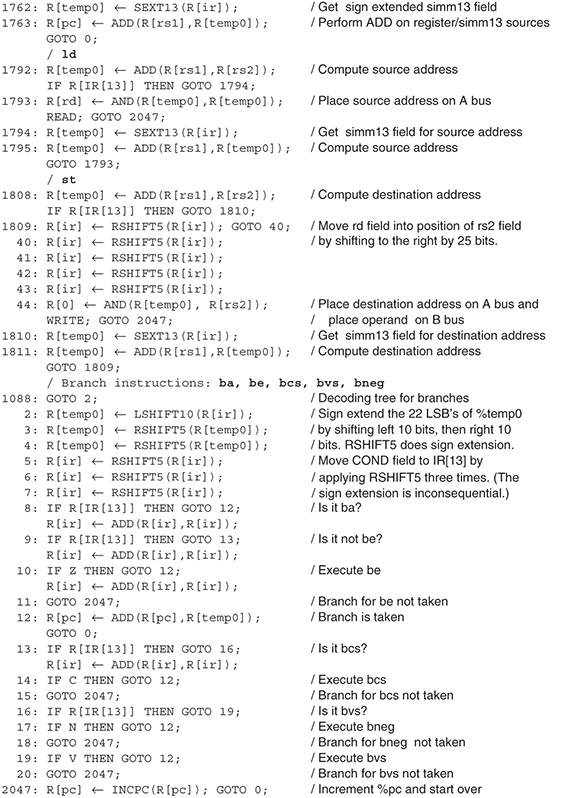 1762: R[temp0] ← SEXT13(R[ir]); / Get sign extended simm13 field
1763: R[pc] ← ADD(R[rs1],R[temp0]); / Perform ADD on register/simm13 sources
GOTO 0;
/ ld
1792: R[temp0] ← ADD(R[rs1],R[rs2]); / Compute source address
IF R[IR[13]] THEN GOTO 1794;
1793: R[rd] ← AND(R[temp0],R[temp0]); / Place source address on A bus
READ; GOTO 2047;
1794: R[temp0] ← SEXT13(R[ir]); / Get simm13 field for source address
1795: R[temp0] ← ADD(R[rs1],R[temp0]); / Compute source address
GOTO 1793;
/ st
1808: R[temp0] ← ADD(R[rs1],R[rs2]); / Compute destination address
IF R[IR[13]] THEN GOTO 1810;
1809: R[ir] ← RSHIFT5(R[ir]); GOTO 40; / Move rd field into position of rs2 field
40: R[ir] ← RSHIFT5(R[ir]); / by shifting to the right by 25 bits.
41: R[ir] ← RSHIFT5(R[ir]);
42: R[ir] ← RSHIFT5(R[ir]);
43: R[ir] ← RSHIFT5(R[ir]);
44: R[0] ← AND(R[temp0], R[rs2]); / Place destination address on A bus and
WRITE; GOTO 2047; / place operand on B bus
1810: R[temp0] ← SEXT13(R[ir]); / Get simm13 field for destination address
1811: R[temp0] ← ADD(R[rs1],R[temp0]); / Compute destination address
GOTO 1809;
/ Branch instructions: ba, be, bcs, bvs, bneg
1088: GOTO 2; / Decoding tree for branches
2: R[temp0] ← LSHIFT10(R[ir]); / Sign extend the 22 LSB's of %temp0
3: R[temp0] ← RSHIFT5(R[temp0]); / by shifting left 10 bits, then right 10
4: R[temp0] ← RSHIFT5(R[temp0]); / bits. RSHIFT5 does sign extension.
5: R[ir] ← RSHIFT5(R[ir]); / Move COND field to IR[13] by
6: R[ir] ← RSHIFT5(R[ir]); / applying RSHIFT5 three times. (The
7: R[ir] ← RSHIFT5(R[ir]); / sign extension is inconsequential.)
8: IF R[IR[13]] THEN GOTO 12; / Is it ba?
R[ir] ← ADD(R[ir],R[ir]);
9: IF R[IR[13]] THEN GOTO 13; / Is it not be?
R[ir] ← ADD(R[ir],R[ir]);
10: IF Z THEN GOTO 12; / Execute be
R[ir] ← ADD(R[ir],R[ir]);
11: GOTO 2047; / Branch for be not taken
12: R[pc] ← ADD(R[pc],R[temp0]); / Branch is taken
GOTO 0;
13: IF R[IR[13]] THEN GOTO 16; / Is it bcs?
R[ir] ← ADD(R[ir],R[ir]);
14: IF C THEN GOTO 12; / Execute bcs
15: GOTO 2047; / Branch for bcs not taken
16: IF R[IR[13]] THEN GOTO 19; / Is it bvs?
17: IF N THEN GOTO 12; / Execute bneg
18: GOTO 2047; / Branch for bneg not taken
19: IF V THEN GOTO 12; / Execute bvs
20: GOTO 2047; / Branch for bvs not taken
2047: R[pc] ← INCPC(R[pc]); GOTO 0; / Increment %pc and start over